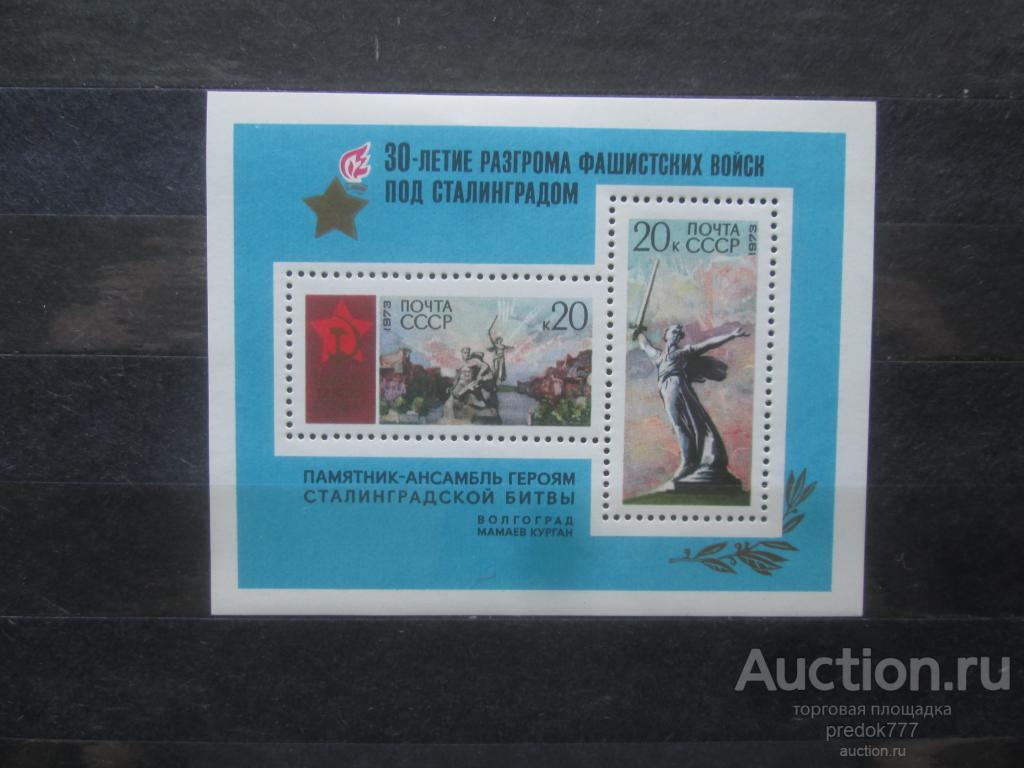 30-ЛЕТИЕ РАЗГРОМА ФАШИСТСКИХ ВОЙСК
ПОД СТАЛИНГРАДОМ
20к ПОЧТА
СССР
1973
1973
ПОЧТА
СССР
к20
ПАМЯТНИК-АНСАМБЛЬ ГЕРОЯМ
СТАЛИНГРАДСКОЙ БИТВЫ
ВОЛГОГРАД
МАМАЕВ КУРГАН
Auction.ru
торговая площадка
predok777
auction.ru